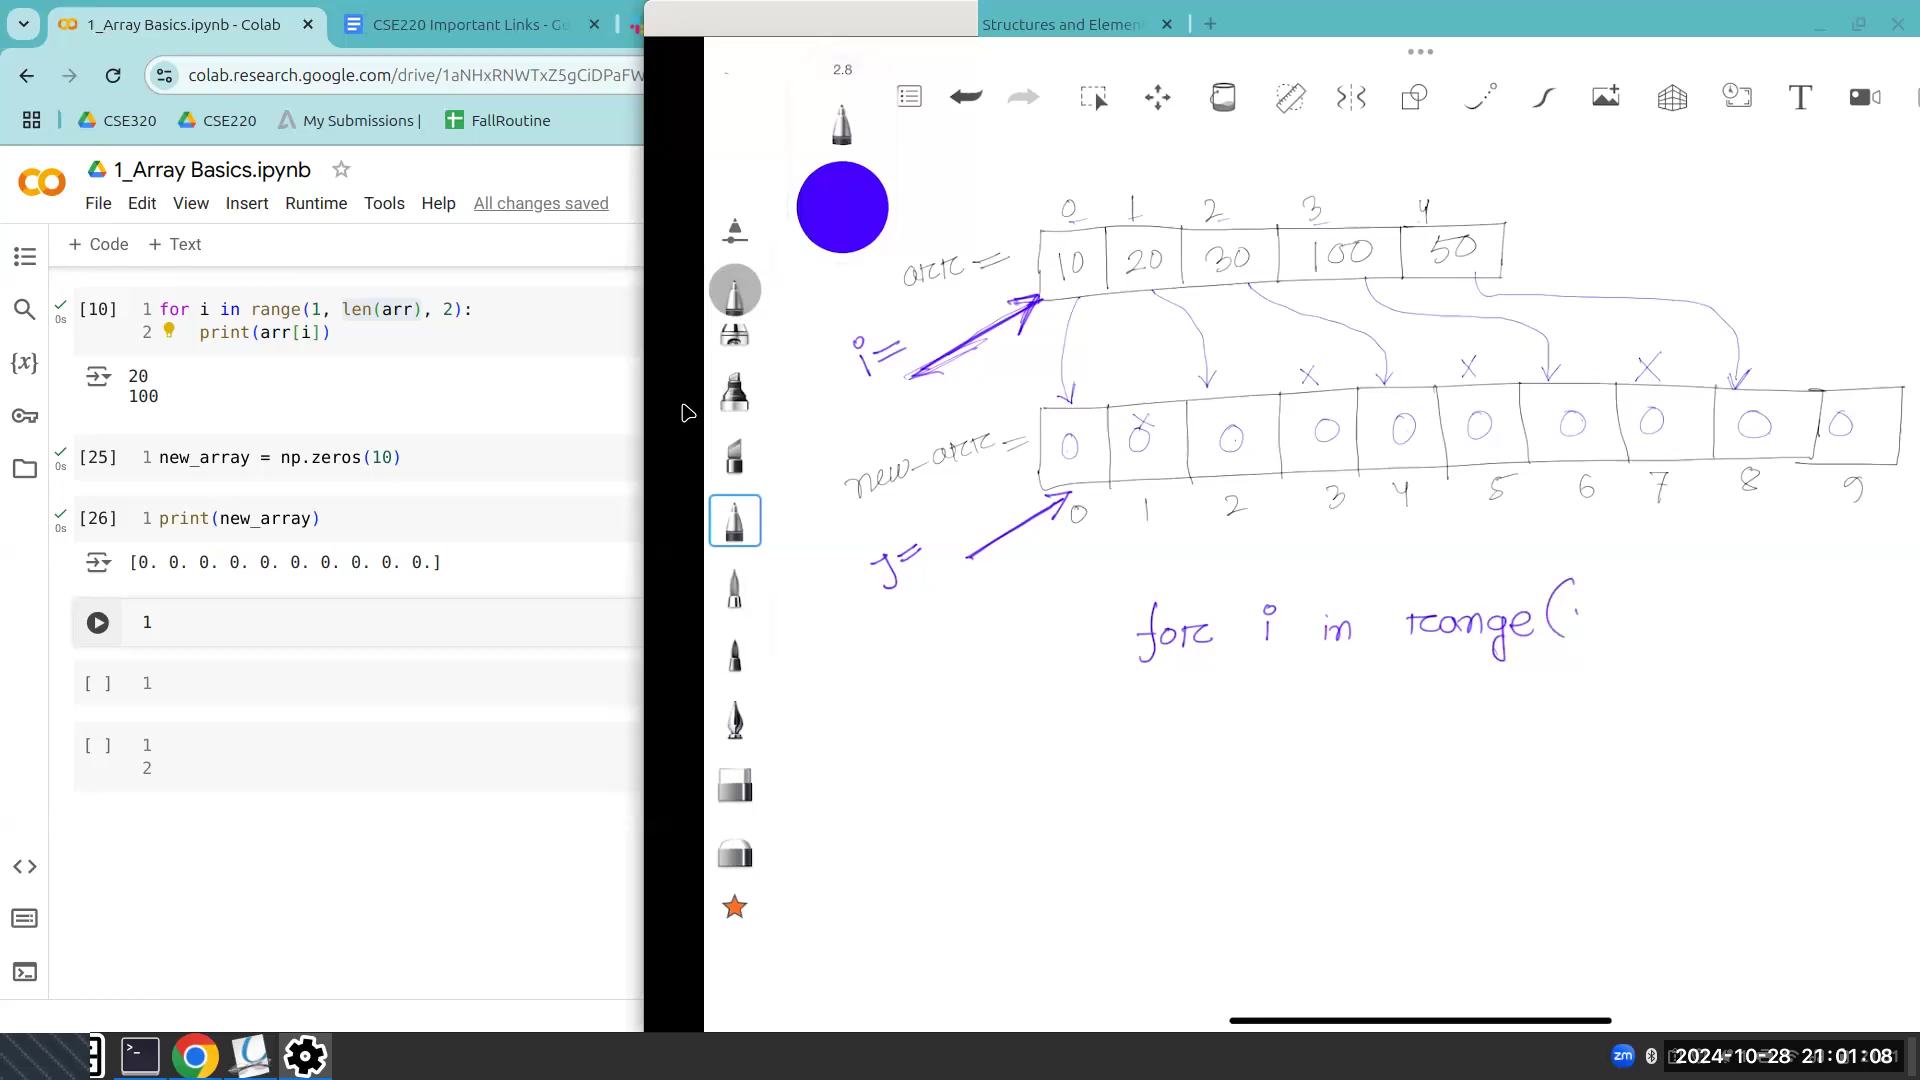 1_Array Basics.ipynb - Colab
CSE220 Important Links - Go
Structures and Elemen
colab.research.google.com/drive/1aNHxRNWTxZ5gCiDPaFW
CSE320
CSE220
My Submissions |
FallRoutine
1_Array Basics.ipynb
File Edit View Insert Runtime Tools Help All changes saved
+ Code + Text
[10] 1 for i in range(1, len(arr), 2):
2 print(arr[i])
20
100
[25] 1 new_array = np.zeros(10)
[26] 1 print(new_array)
[0. 0. 0. 0. 0. 0. 0. 0. 0. 0.]
1
[ ] 1
[ ] 1
2
2.8
0 1 2 3 4
arr = 10 20 30 100 50
i =
x x x
new-arr = 0 0 0 0 0 0 0 0 0 0
0 1 2 3 4 5 6 7 8 9
J =
for i in range(
zm
2024-10-28 21:01:08